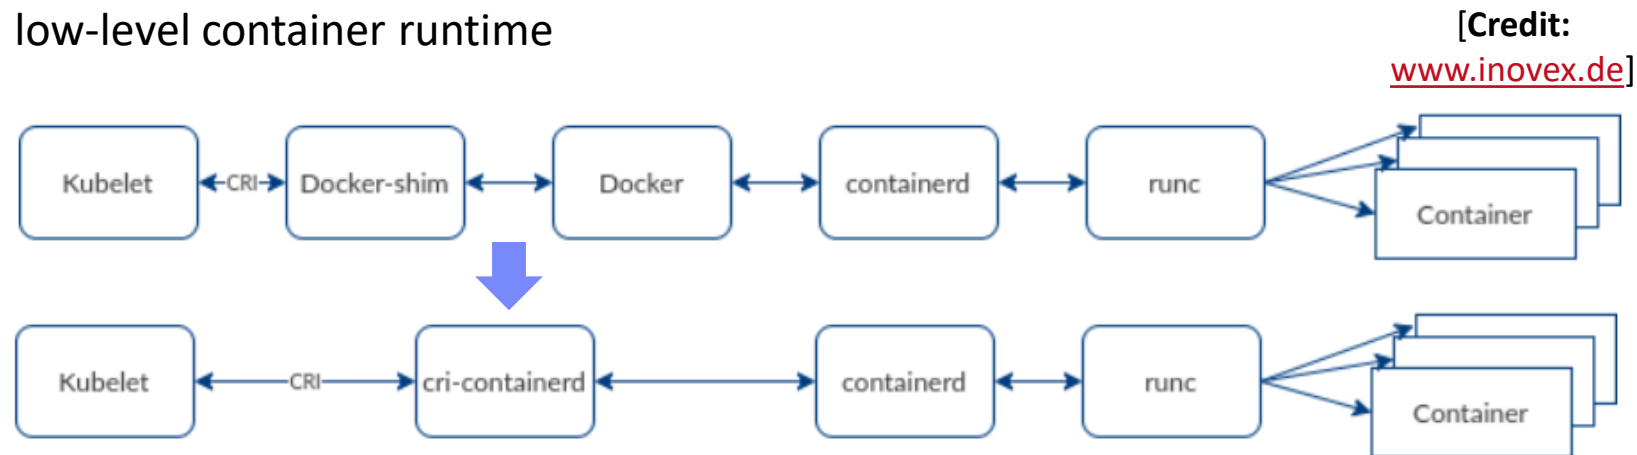 low-level container runtime
[Credit:
www.inovex.de]
Kubelet
CRI
Docker-shim
Docker
containerd
runc
Container
Kubelet
CRI
cri-containerd
containerd
runc
Container